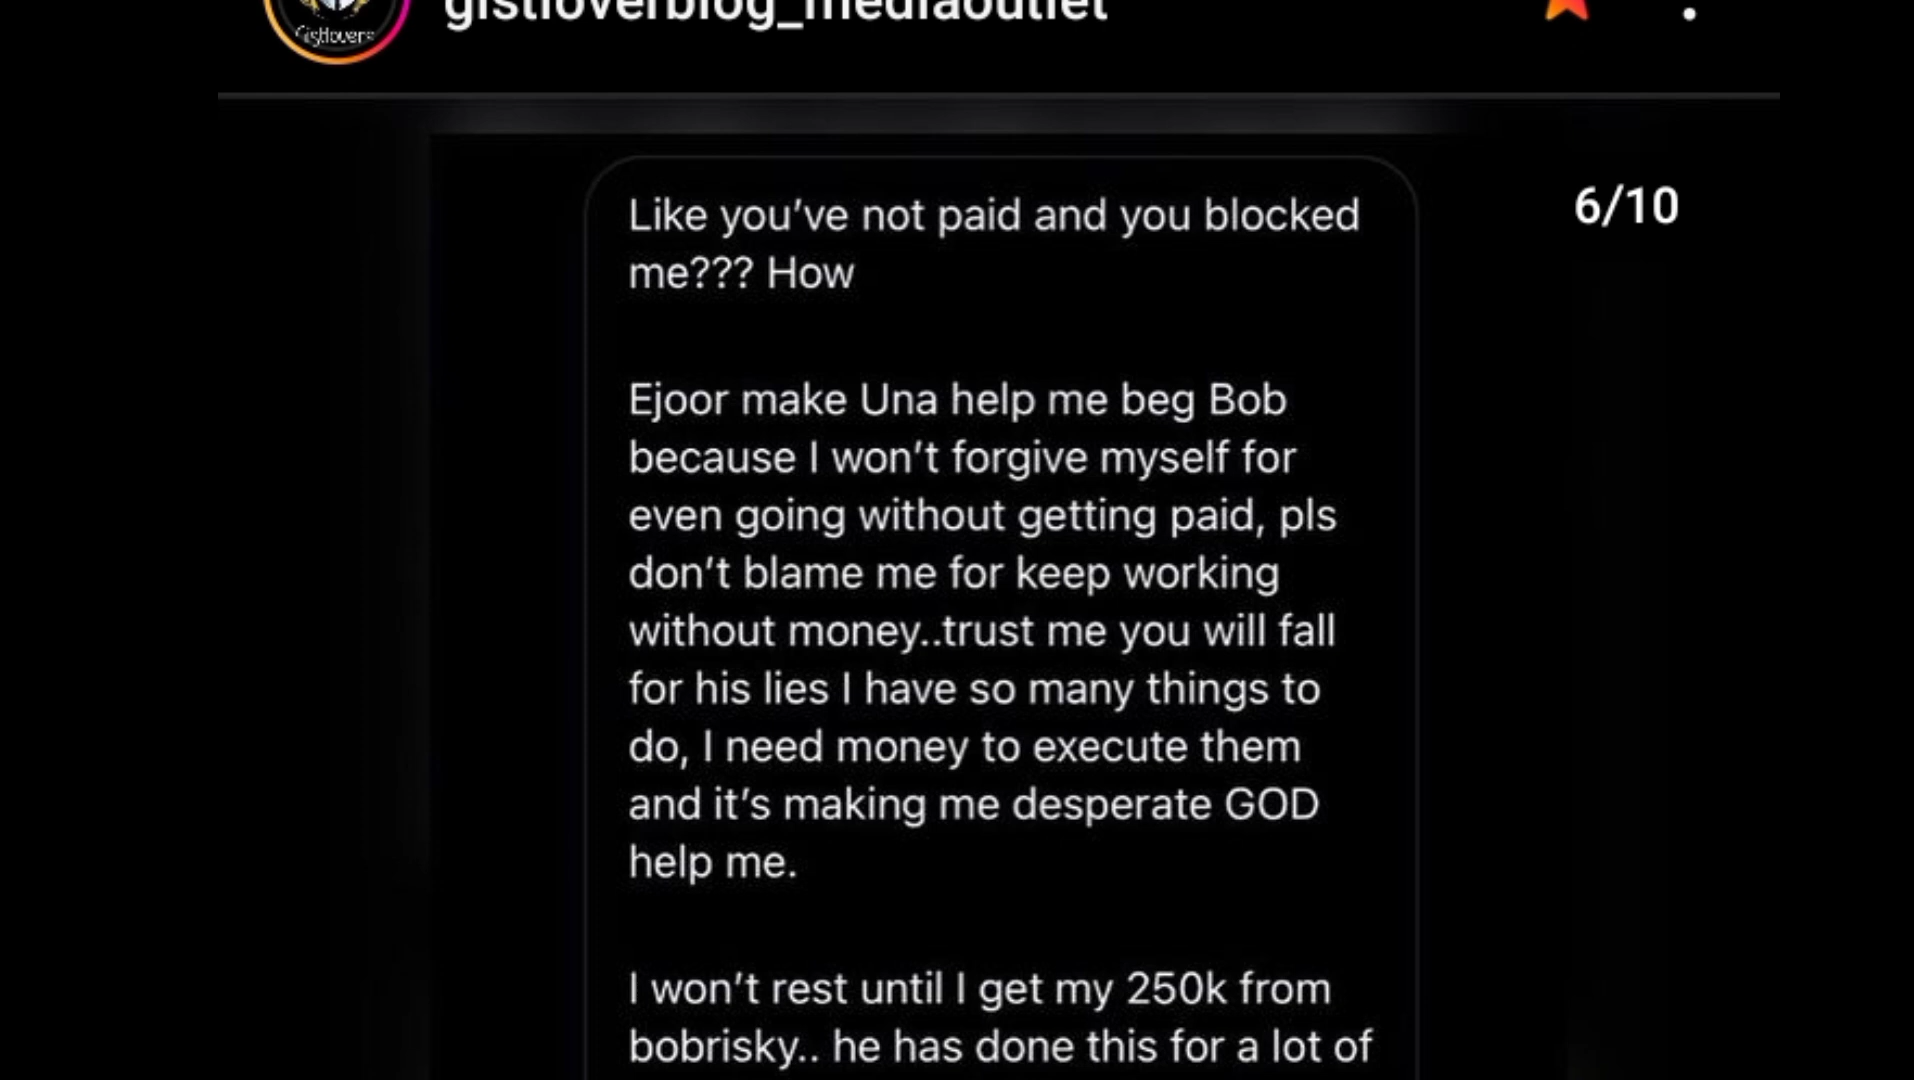 Gistlovers
gistloverblog_mediaoutlet
6/10
Like you've not paid and you blocked
me??? How
Ejoor make Una help me beg Bob
because I won't forgive myself for
even going without getting paid, pls
don't blame me for keep working
without money..trust me you will fall
for his lies I have so many things to
do, I need money to execute them
and it's making me desperate GOD
help me.
I won't rest until I get my 250k from
bobrisky.. he has done this for a lot of